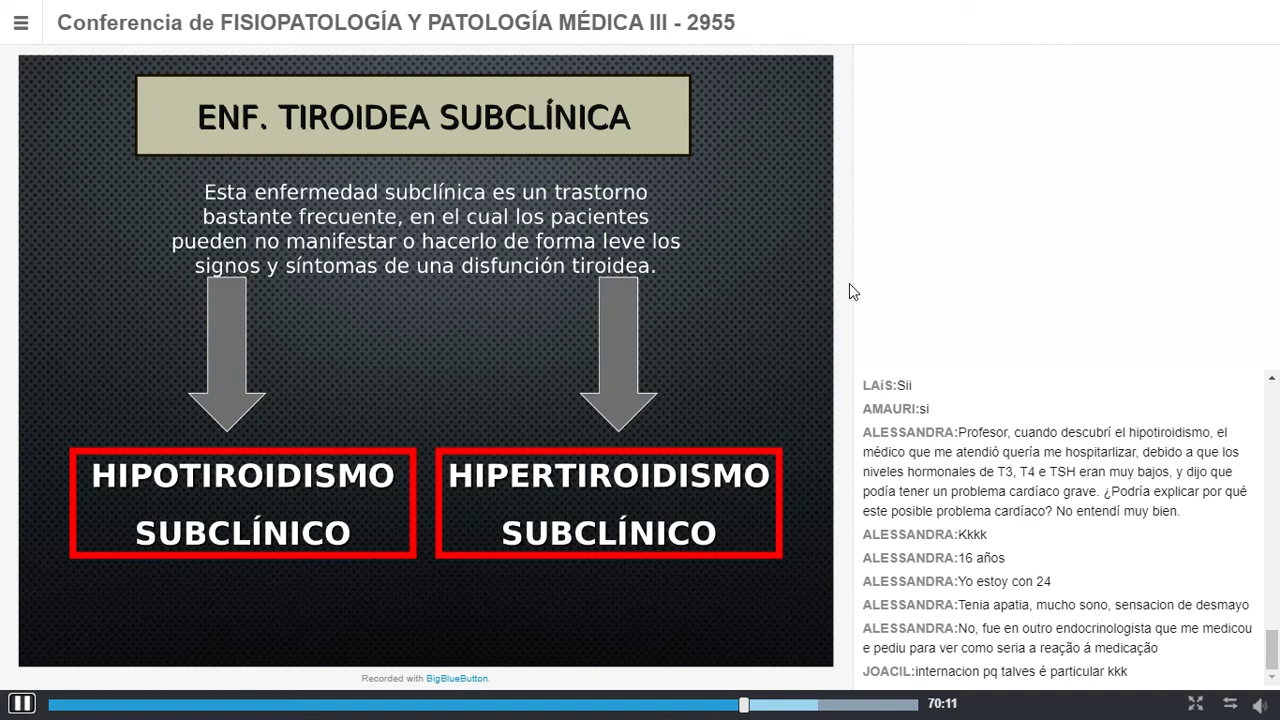 Conferencia de FISIOPATOLOGÍA Y PATOLOGÍA MÉDICA III - 2955
ENF. TIROIDEA SUBCLÍNICA
Esta enfermedad subclínica es un trastorno
bastante frecuente, en el cual los pacientes
pueden no manifestar o hacerlo de forma leve los
signos y síntomas de una disfunción tiroidea.
HIPOTIROIDISMO
SUBCLÍNICO
HIPERTIROIDISMO
SUBCLÍNICO
Recorded with BigBlueButton.
LAíS:Sii
AMAURI:si
ALESSANDRA:Profesor, cuando descubrí el hipotiroidismo, el
médico que me atendió quería me hospitarlizar, debido a que los
niveles hormonales de T3, T4 e TSH eran muy bajos, y dijo que
podía tener un problema cardíaco grave. ¿Podría explicar por qué
este posible problema cardíaco? No entendí muy bien.
ALESSANDRA:Kkkk
ALESSANDRA:16 años
ALESSANDRA:Yo estoy con 24
ALESSANDRA:Tenia apatia, mucho sono, sensacion de desmayo
ALESSANDRA:No, fue en outro endocrinologista que me medicou
e pediu para ver como seria a reação á medicação
JOACIL:internacion pq talves é particular kkk
70:11